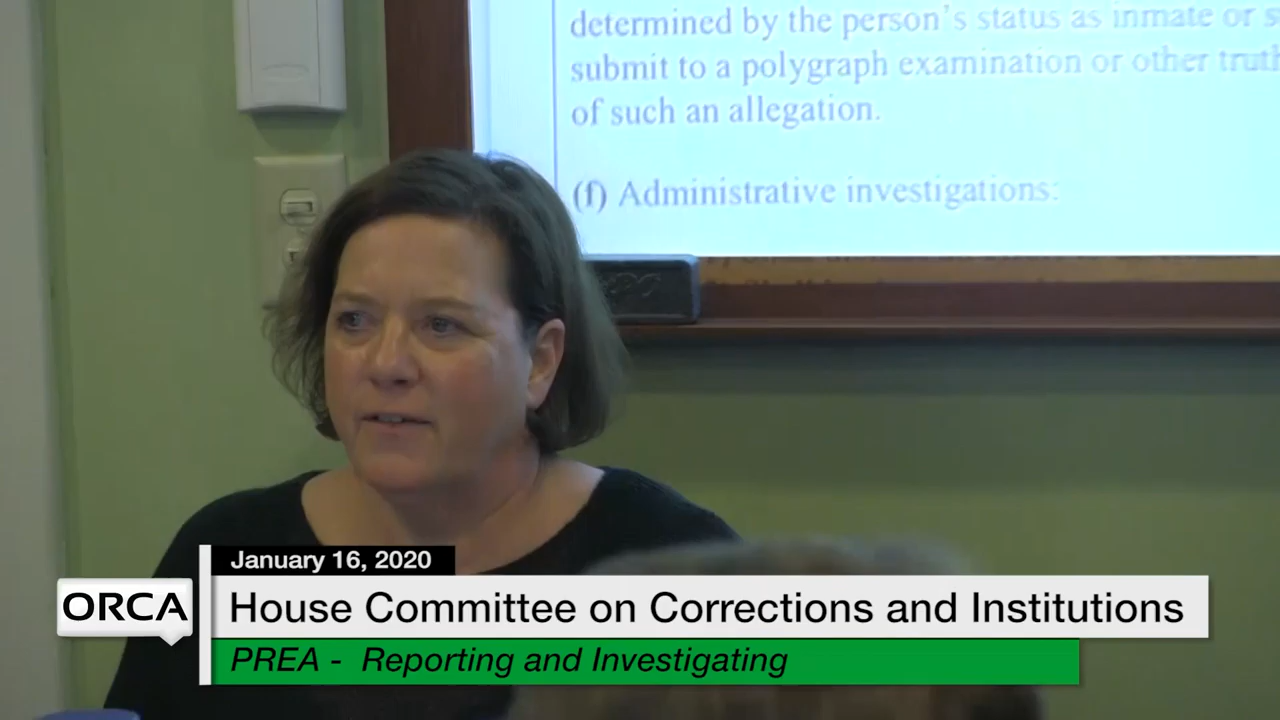 determined by the person's status as inmate or
submit to a polygraph examination or other
of such an allegation.
(f) Administrative investigations:
January 16, 2020
ORCA
House Committee on Corrections and Institutions
PREA - Reporting and Investigating